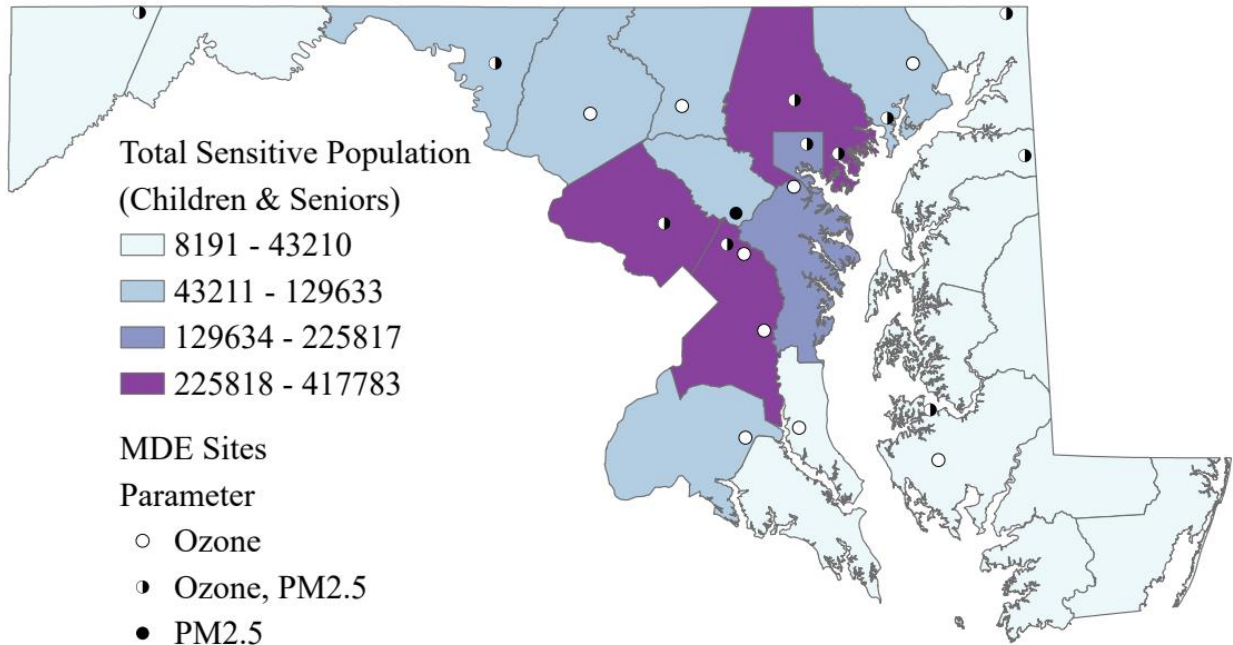 Total Sensitive Population
(Children & Seniors)
8191 - 43210
43211 - 129633
129634 - 225817
225818 - 417783
MDE Sites
Parameter
Ozone
Ozone, PM2.5
PM2.5